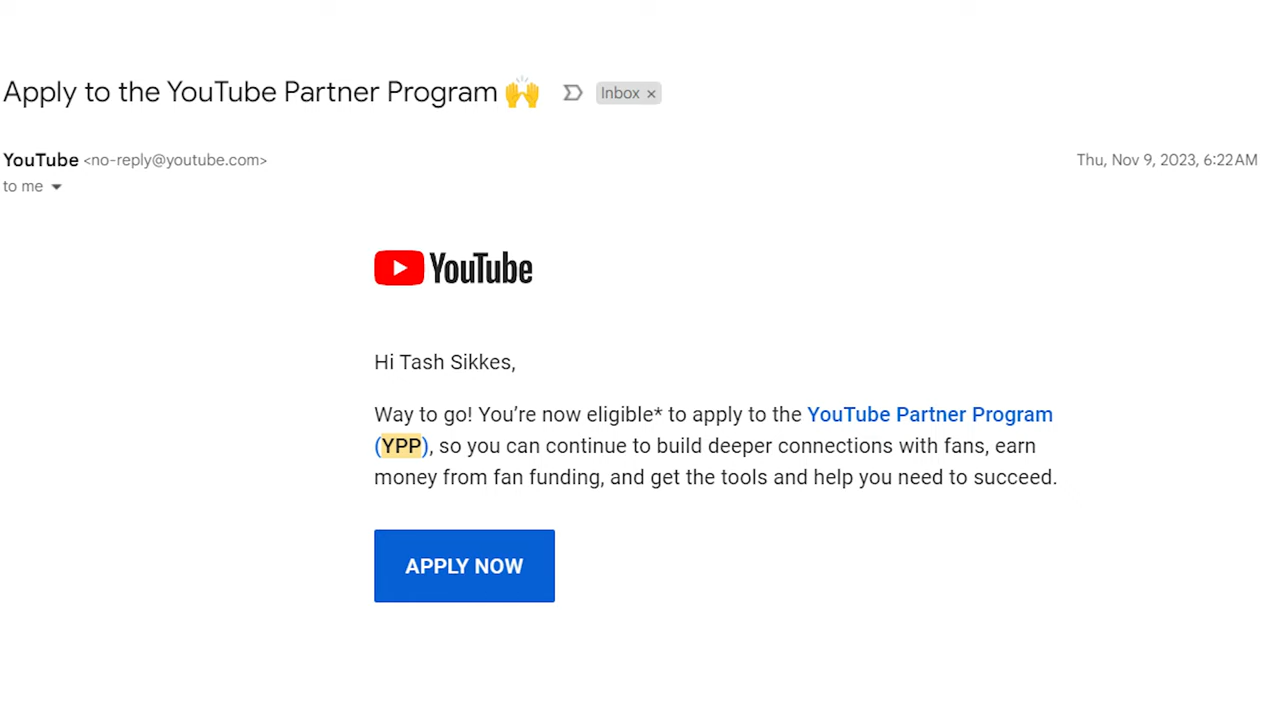 Apply to the YouTube Partner Program 🙌 Inbox ×
YouTube <no-reply@youtube.com> Thu, Nov 9, 2023, 6:22AM
to me
YouTube
Hi Tash Sikkes,
Way to go! You’re now eligible* to apply to the YouTube Partner Program
(YPP), so you can continue to build deeper connections with fans, earn
money from fan funding, and get the tools and help you need to succeed.
APPLY NOW